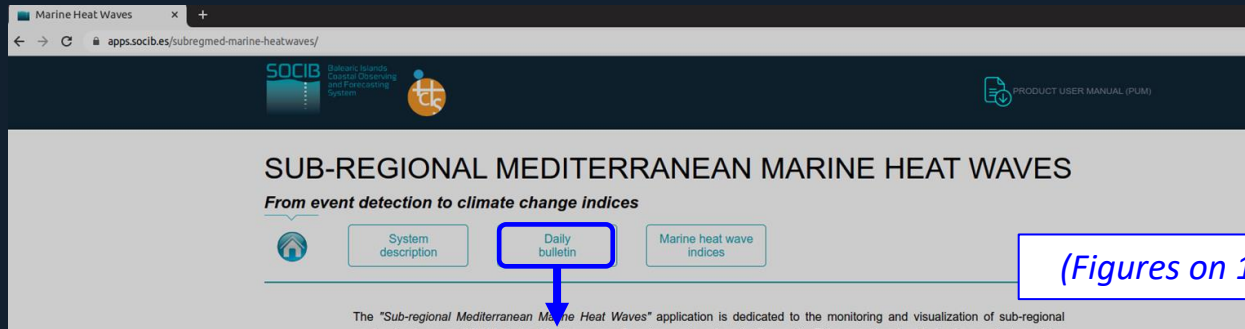 Marine Heat Waves
apps.socib.es/subregmed-marine-heatwaves/
SOCIB
Balearic Islands
Coastal Observing
and Forecasting
System
PRODUCT USER MANUAL (PUM)
SUB-REGIONAL MEDITERRANEAN MARINE HEAT WAVES
From event detection to climate change indices
System
description
Daily
bulletin
Marine heat wave
indices
(Figures on 1
The "Sub-regional Mediterranean Marine Heat Waves" application is dedicated to the monitoring and visualization of sub-regional